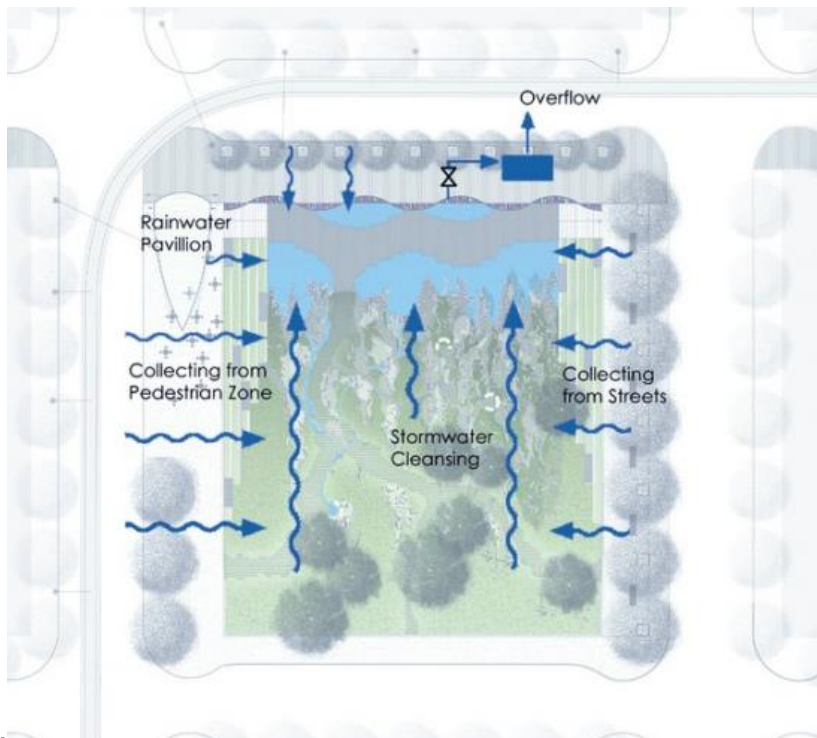 Overflow
Rainwater
Pavillion
Collecting from
Pedestrian Zone
Collecting
from Streets
Stormwater
Cleansing